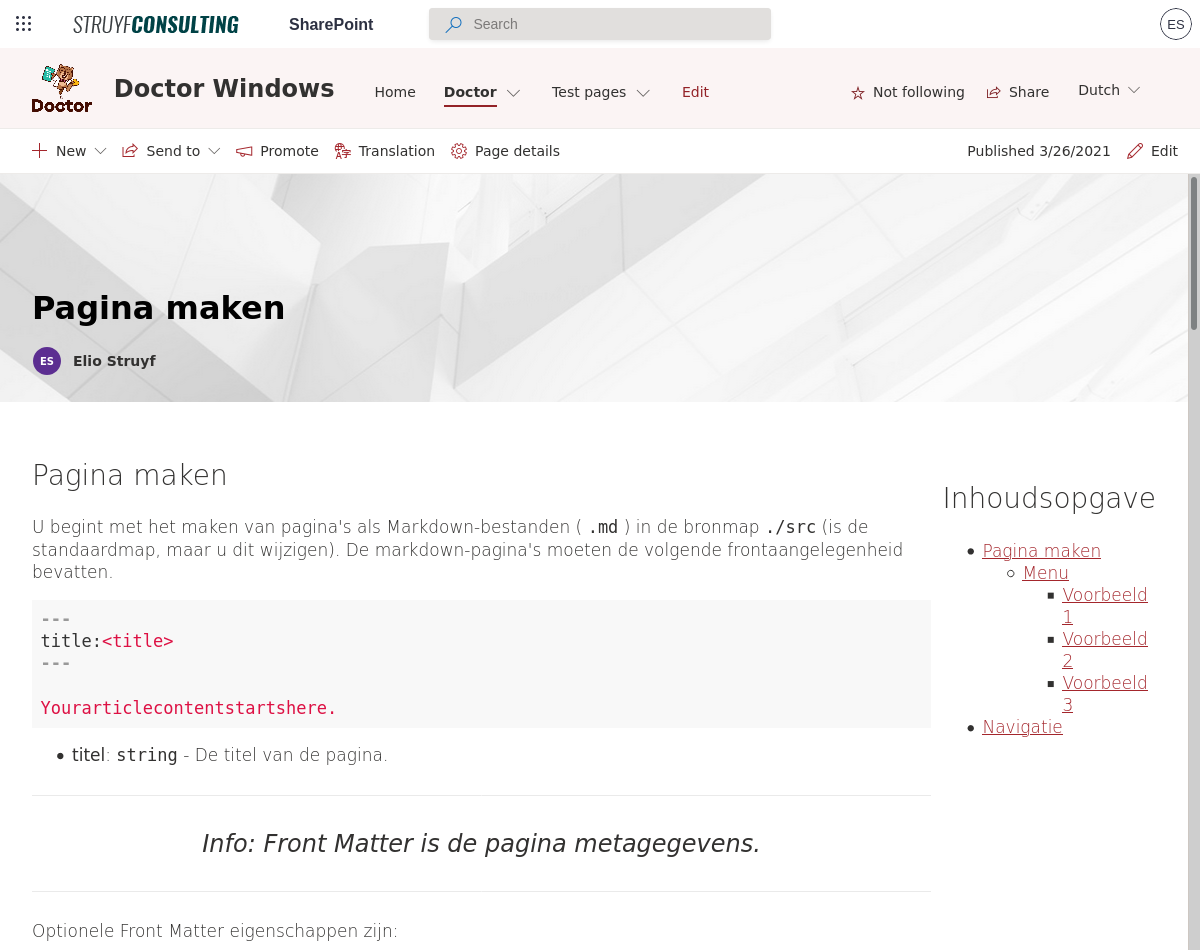 STRUYFCONSULTING SharePoint Search ES
Doctor Doctor Windows Home Doctor Test pages Edit Not following Share Dutch
New Send to Promote Translation Page details Published 3/26/2021 Edit
Pagina maken
ES Elio Struyf
Pagina maken
U begint met het maken van pagina's als Markdown-bestanden ( .md ) in de bronmap ./src (is de
standaardmap, maar u dit wijzigen). De markdown-pagina's moeten de volgende frontaangelegenheid
bevatten.
---
title:<title>
---
Yourarticlecontentstartshere.
• titel: string - De titel van de pagina.
Info: Front Matter is de pagina metagegevens.
Optionele Front Matter eigenschappen zijn:
Inhoudsopgave
• Pagina maken
○ Menu
▪ Voorbeeld
1
▪ Voorbeeld
2
▪ Voorbeeld
3
• Navigatie